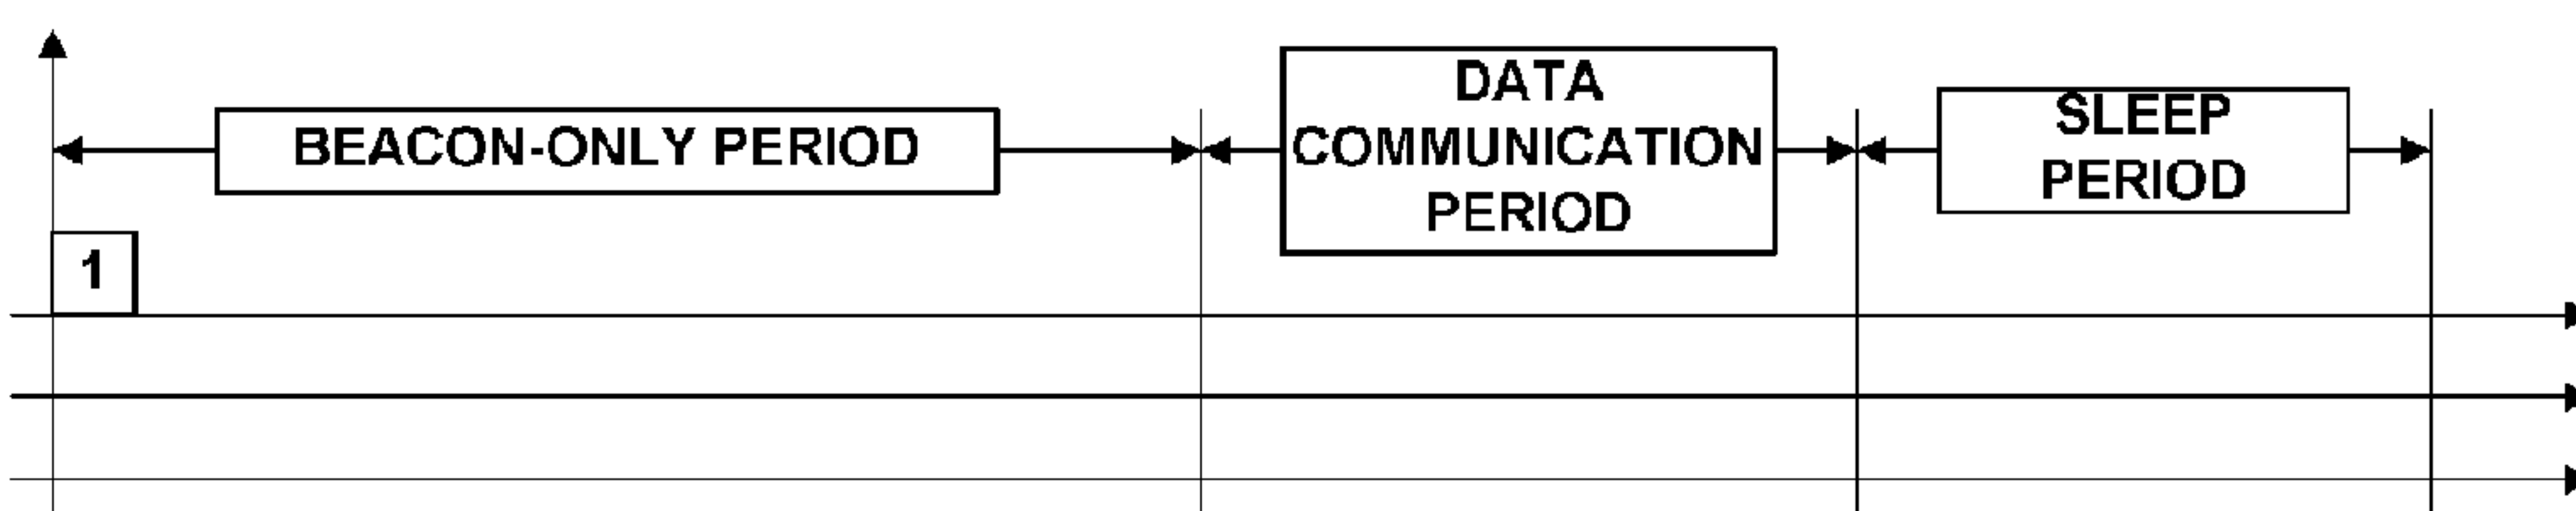 BEACON-ONLY PERIOD
DATA
COMMUNICATION
PERIOD
SLEEP
PERIOD
1